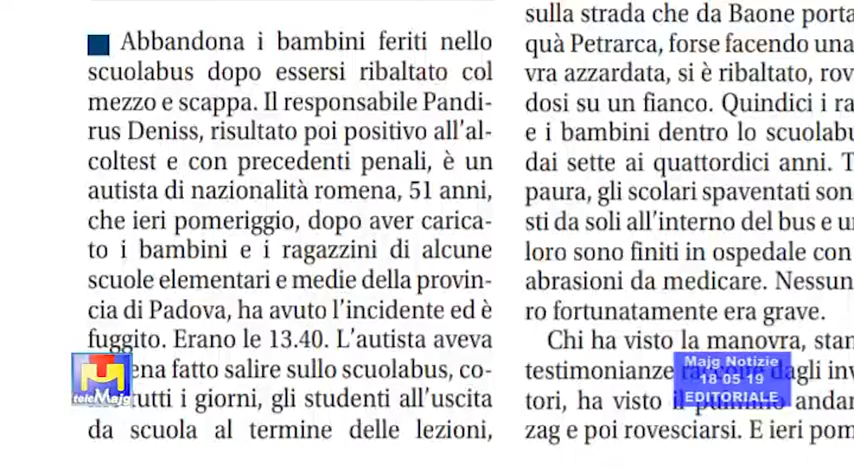 Abbandona i bambini feriti nello
scuolabus dopo essersi ribaltato col
mezzo e scappa. Il responsabile Pandi-
rus Deniss, risultato poi positivo all'al-
coltest e con precedenti penali, è un
autista di nazionalità romena, 51 anni,
che ieri pomeriggio, dopo aver carica-
to i bambini e i ragazzini di alcune
scuole elementari e medie della provin-
cia di Padova, ha avuto l'incidente ed è
fuggito. Erano le 13.40. L'autista aveva
ena fatto salire sullo scuolabus, co-
tutti i giorni, gli studenti all'uscita
da scuola al termine delle lezioni,
sulla strada che da Baone porta
quà Petrarca, forse facendo una
vra azzardata, si è ribaltato, rov
dosi su un fianco. Quindici i ra
e i bambini dentro lo scuolabu
dai sette ai quattordici anni. T
paura, gli scolari spaventati son
sti da soli all'interno del bus e u
loro sono finiti in ospedale con
abrasioni da medicare. Nessun
ro fortunatamente era grave.
Chi ha visto la manovra, stan
testimonianze dagli inv
tori, ha visto il pulmino andar
zag e poi rovesciarsi. E ieri pom
teleMajg
Majg Notizie
18 05 19
EDITORIALE